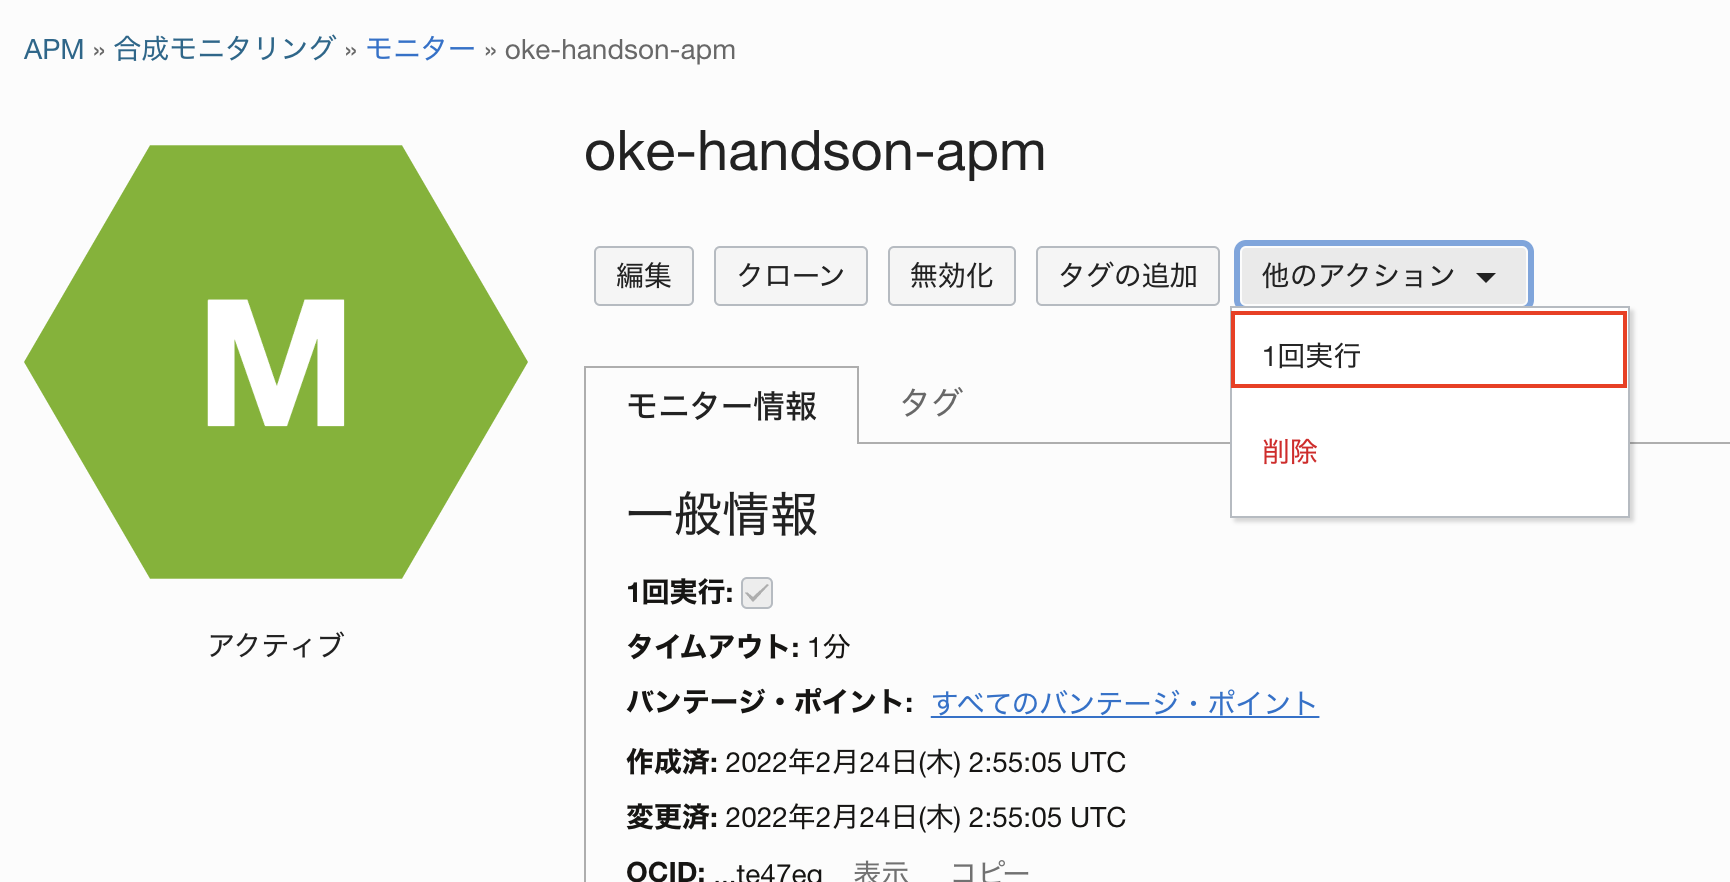 APM » 合成モニタリング » モニター » oke-handson-apm
oke-handson-apm
編集 クローン 無効化 タグの追加 他のアクション
1回実行
削除
モニター情報 タグ
M
アクティブ
一般情報
1回実行:
タイムアウト: 1分
バンテージ・ポイント: すべてのバンテージ・ポイント
作成済: 2022年2月24日(木) 2:55:05 UTC
変更済: 2022年2月24日(木) 2:55:05 UTC
OCID: ...te47eq 表示 コピー